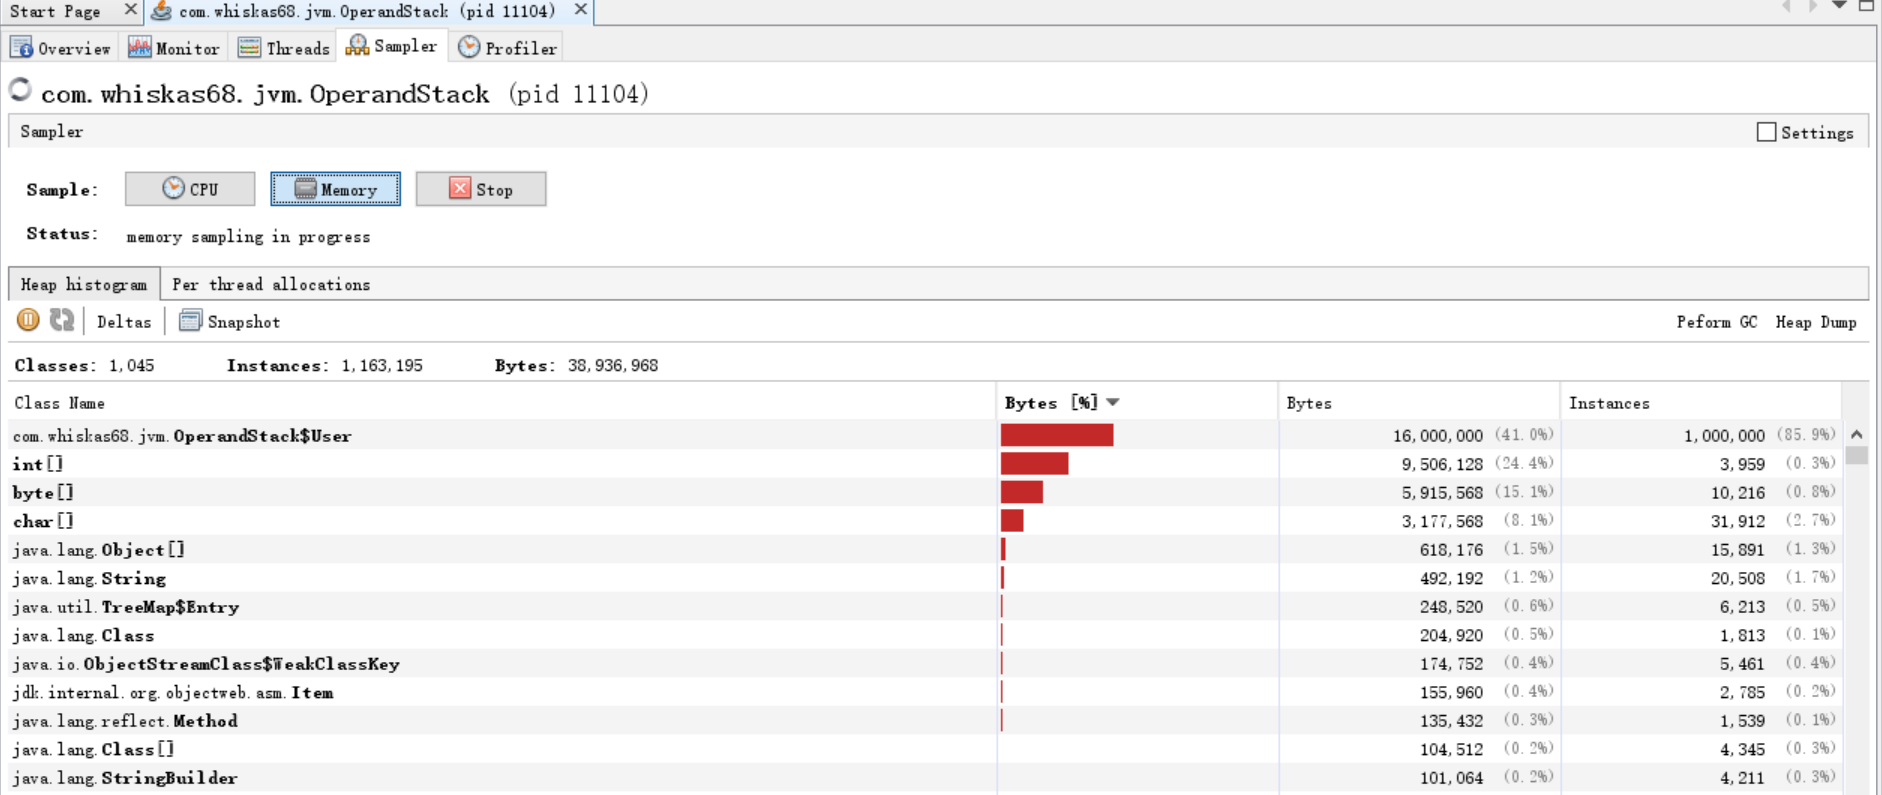 Start Page
com.whiskas68.jvm.OperandStack (pid 11104)
Overview Monitor Threads Sampler Profiler
com.whiskas68.jvm.OperandStack (pid 11104)
Sampler Settings
Sample: CPU Memory Stop
Status: memory sampling in progress
Heap histogram Per thread allocations
Deltas Snapshot Peform GC Heap Dump
Classes: 1,045 Instances: 1,163,195 Bytes: 38,936,968
Class Name Bytes [%] Bytes Instances
com.whiskas68.jvm.OperandStack$User 16,000,000 (41.0%) 1,000,000 (85.9%)
int[] 9,506,128 (24.4%) 3,959 (0.3%)
byte[] 5,915,568 (15.1%) 10,216 (0.8%)
char[] 3,177,568 (8.1%) 31,912 (2.7%)
java.lang.Object[] 618,176 (1.5%) 15,891 (1.3%)
java.lang.String 492,192 (1.2%) 20,508 (1.7%)
java.util.TreeMap$Entry 248,520 (0.6%) 6,213 (0.5%)
java.lang.Class 204,920 (0.5%) 1,813 (0.1%)
java.io.ObjectStreamClass$WeakClassKey 174,752 (0.4%) 5,461 (0.4%)
jdk.internal.org.objectweb.asm.Item 155,960 (0.4%) 2,785 (0.2%)
java.lang.reflect.Method 135,432 (0.3%) 1,539 (0.1%)
java.lang.Class[] 104,512 (0.2%) 4,345 (0.3%)
java.lang.StringBuilder 101,064 (0.2%) 4,211 (0.3%)